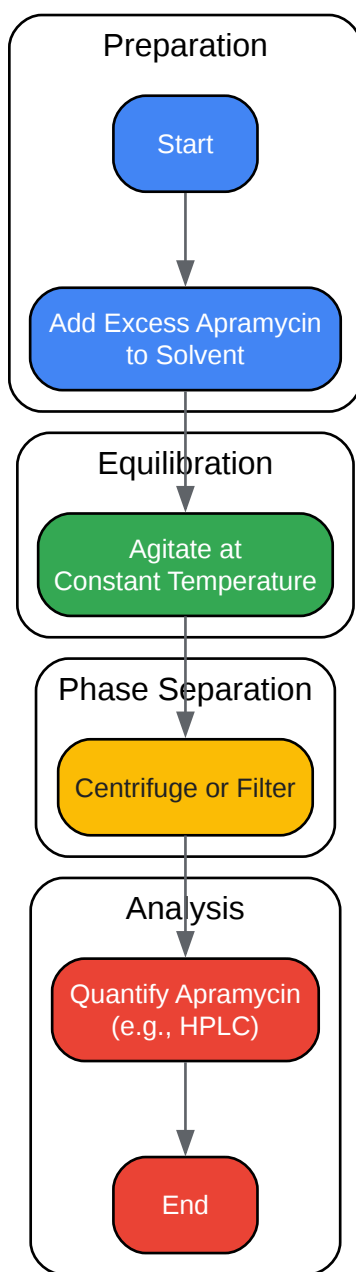 Preparation
Start
Add Excess Apramycin
to Solvent
Equilibration
Agitate at
Constant Temperature
Phase Separation
Centrifuge or Filter
Analysis
Quantify Apramycin
(e.g., HPLC)
End